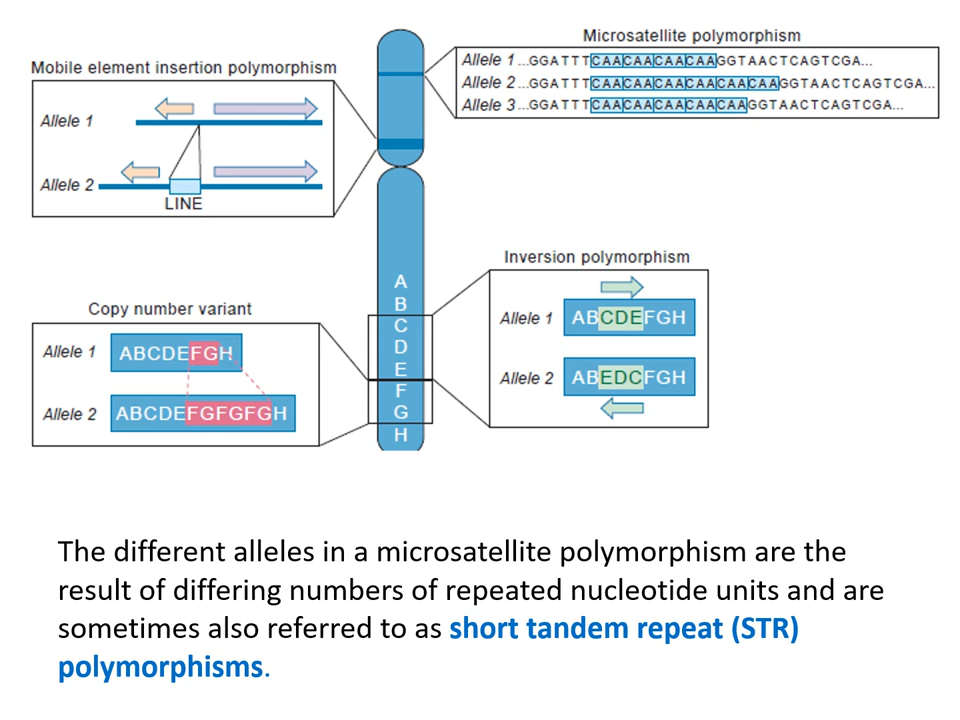 Microsatellite polymorphism
Allele 1 ...GGATTTCAACAACAACAAGGTAACTCAGTCGA...
Allele 2 ...GGATTTCAACAACAACAACAACAAGGTAACTCAGTCGA...
Allele 3 ...GGATTTCAACAACAACAACAAGGTAACTCAGTCGA...
Mobile element insertion polymorphism
Allele 1
Allele 2
LINE
A
B
C
D
E
F
G
H
Inversion polymorphism
Allele 1 ABCDEFGH
Allele 2 ABEDCFGH
Copy number variant
Allele 1 ABCDEFGH
Allele 2 ABCDEFGFGFGH
The different alleles in a microsatellite polymorphism are the
result of differing numbers of repeated nucleotide units and are
sometimes also referred to as short tandem repeat (STR)
polymorphisms.